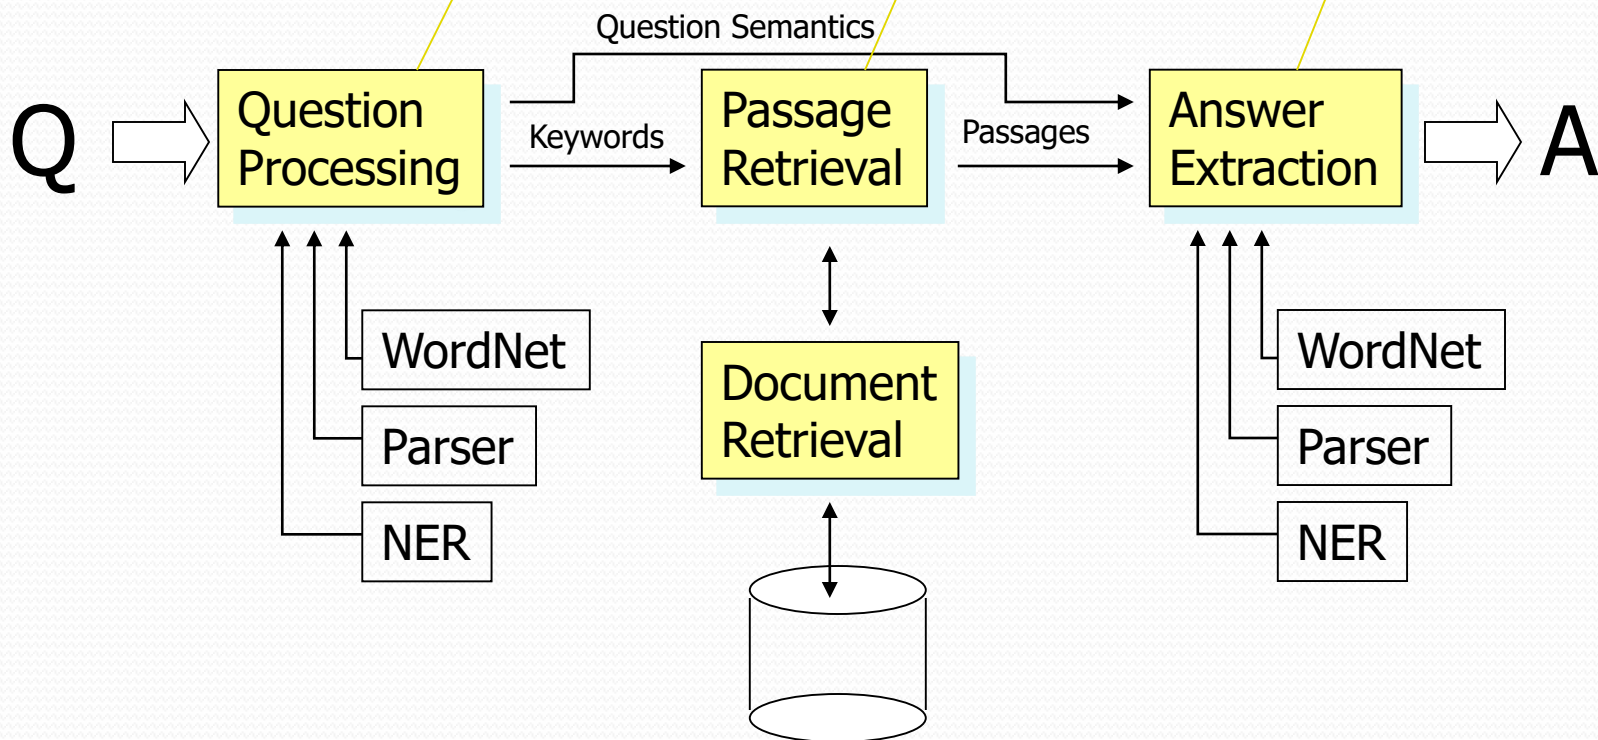 Question Semantics
Q
Question
Processing
Keywords
Passage
Retrieval
Passages
Answer
Extraction
A
WordNet
Parser
NER
Document
Retrieval
WordNet
Parser
NER